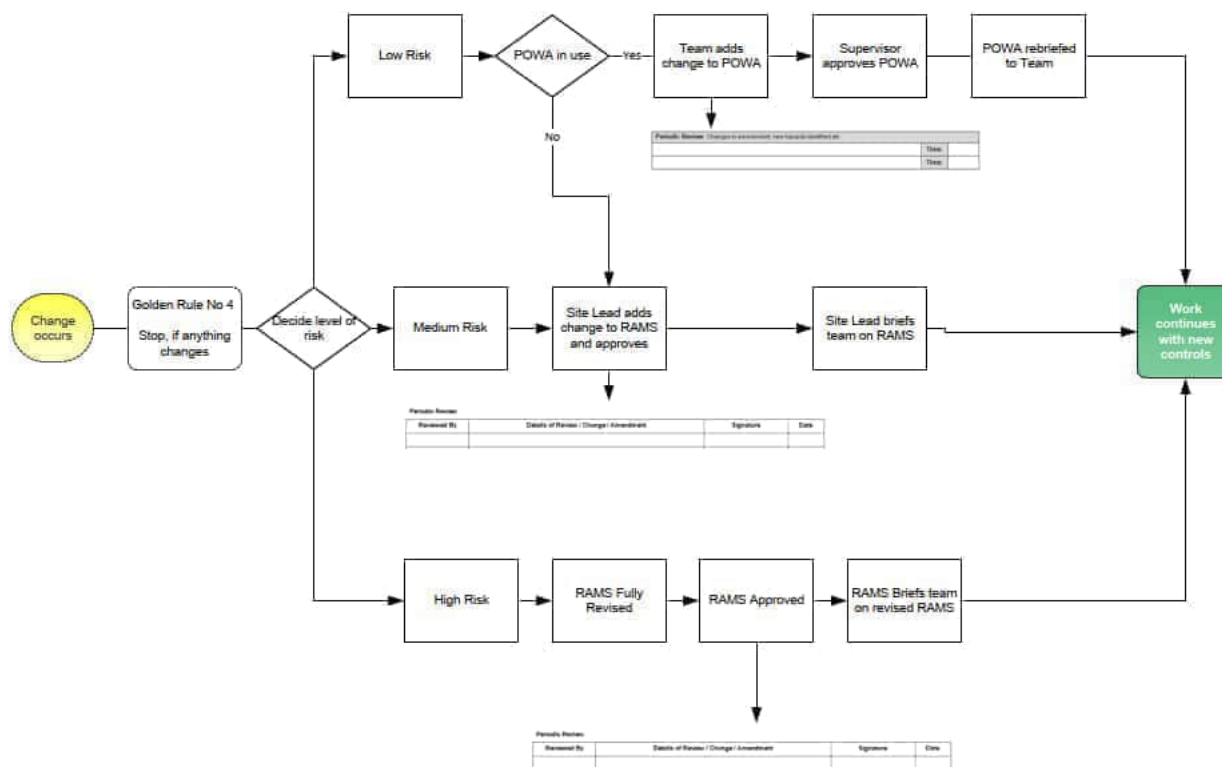 Low Risk
POWA in use
Yes
Team adds
change to POWA
Supervisor
approves POWA
POWA rebriefed
to Team
No
Periodic Review
Time:
Time:
Change
occurs
Golden Rule No 4
Stop, if anything
changes
Decide level of
risk
Medium Risk
Site Lead adds
change to RAMS
and approves
Site Lead briefs
team on RAMS
Work
continues
with new
controls
Periodic Review
Reviewed By Details of Review / Change / Amendment Signature Date
High Risk
RAMS Fully
Revised
RAMS Approved
RAMS Briefs team
on revised RAMS
Periodic Review
Reviewed By Details of Review / Change / Amendment Signature Date